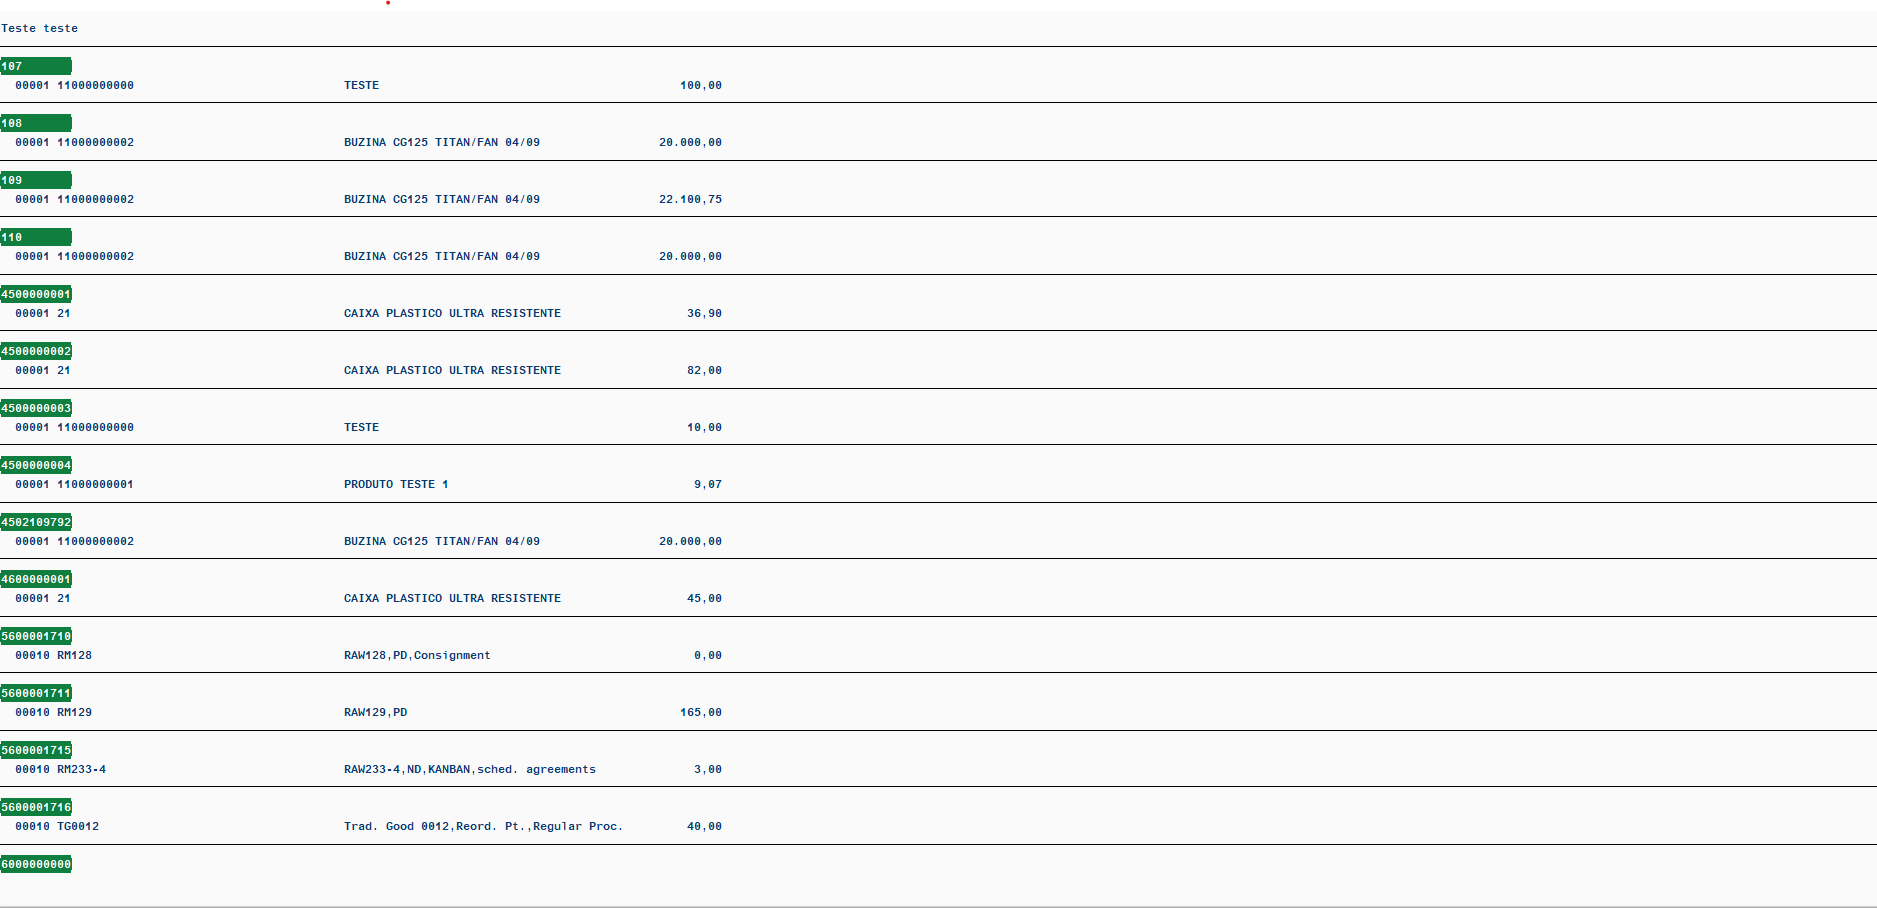 Teste teste
107
00001 11000000000 TESTE 100,00
108
00001 11000000002 BUZINA CG125 TITAN/FAN 04/09 20.000,00
109
00001 11000000002 BUZINA CG125 TITAN/FAN 04/09 22.100,75
110
00001 11000000002 BUZINA CG125 TITAN/FAN 04/09 20.000,00
4500000001
00001 21 CAIXA PLASTICO ULTRA RESISTENTE 36,90
4500000002
00001 21 CAIXA PLASTICO ULTRA RESISTENTE 82,00
4500000003
00001 11000000000 TESTE 10,00
4500000004
00001 11000000001 PRODUTO TESTE 1 9,07
4502109792
00001 11000000002 BUZINA CG125 TITAN/FAN 04/09 20.000,00
4600000001
00001 21 CAIXA PLASTICO ULTRA RESISTENTE 45,00
5600001710
00010 RM128 RAW128,PD,Consignment 0,00
5600001711
00010 RM129 RAW129,PD 165,00
5600001715
00010 RM233-4 RAW233-4,ND,KANBAN,sched. agreements 3,00
5600001716
00010 TG0012 Trad. Good 0012,Reord. Pt.,Regular Proc. 40,00
6000000000